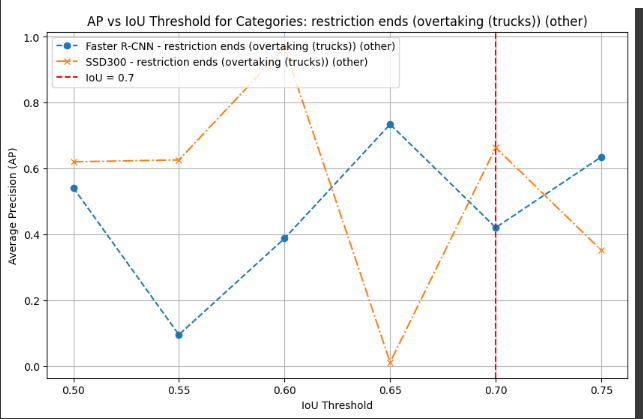 AP vs IoU Threshold for Categories: restriction ends (overtaking (trucks)) (other)
Faster R-CNN - restriction ends (overtaking (trucks)) (other)
SSD300 - restriction ends (overtaking (trucks)) (other)
IoU = 0.7
Average Precision (AP)
1.0
0.8
0.6
0.4
0.2
0.0
0.50 0.55 0.60 0.65 0.70 0.75
IoU Threshold